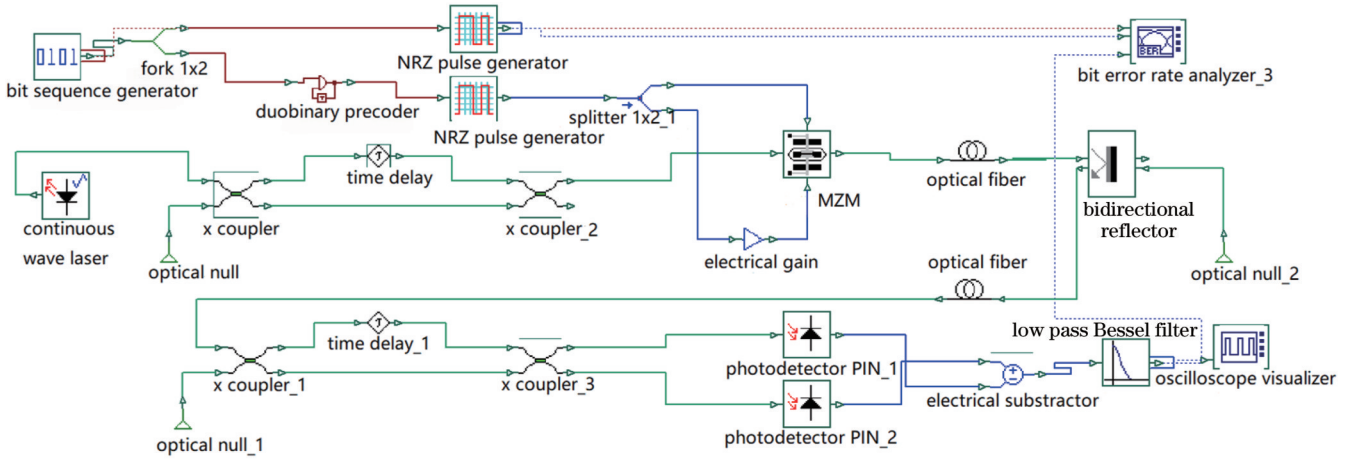 0101
bit sequence generator
fork 1x2
NRZ pulse generator
BER
bit error rate analyzer_3
duobinary precoder
NRZ pulse generator
splitter 1x2_1
MZM
optical fiber
bidirectional
reflector
continuous
wave laser
x coupler
time delay
x coupler_2
optical null
electrical gain
optical fiber
optical null_2
τ
τ
time delay_1
x coupler_1
x coupler_3
photodetector PIN_1
low pass Bessel filter
oscilloscope visualizer
electrical substractor
optical null_1
photodetector PIN_2